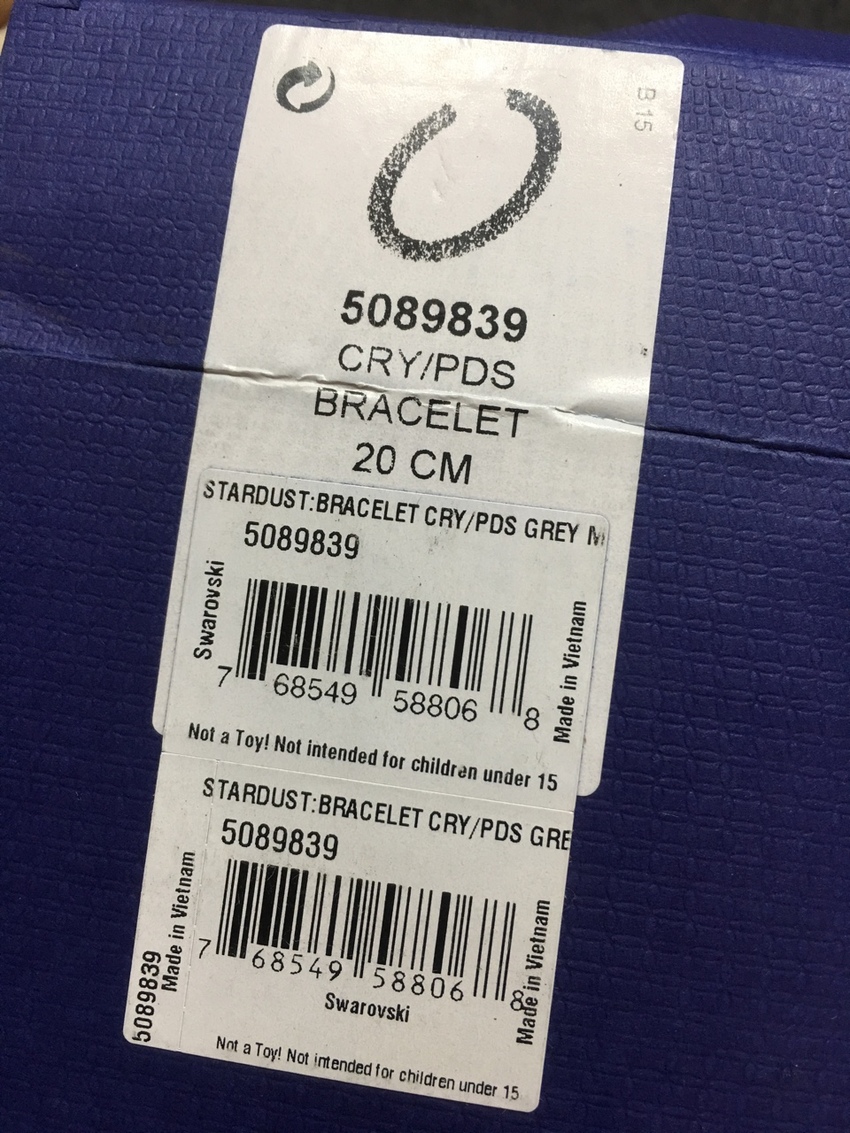 B 15
5089839
CRY/PDS
BRACELET
20 CM
STARDUST:BRACELET CRY/PDS GREY M
5089839
Swarovski
Made in Vietnam
7 68549 58806 8
Not a Toy! Not intended for children under 15
STARDUST:BRACELET CRY/PDS GRE
5089839
5089839
Made in Vietnam
Made in Vietnam
7 68549 58806 8
Swarovski
Not a Toy! Not intended for children under 15